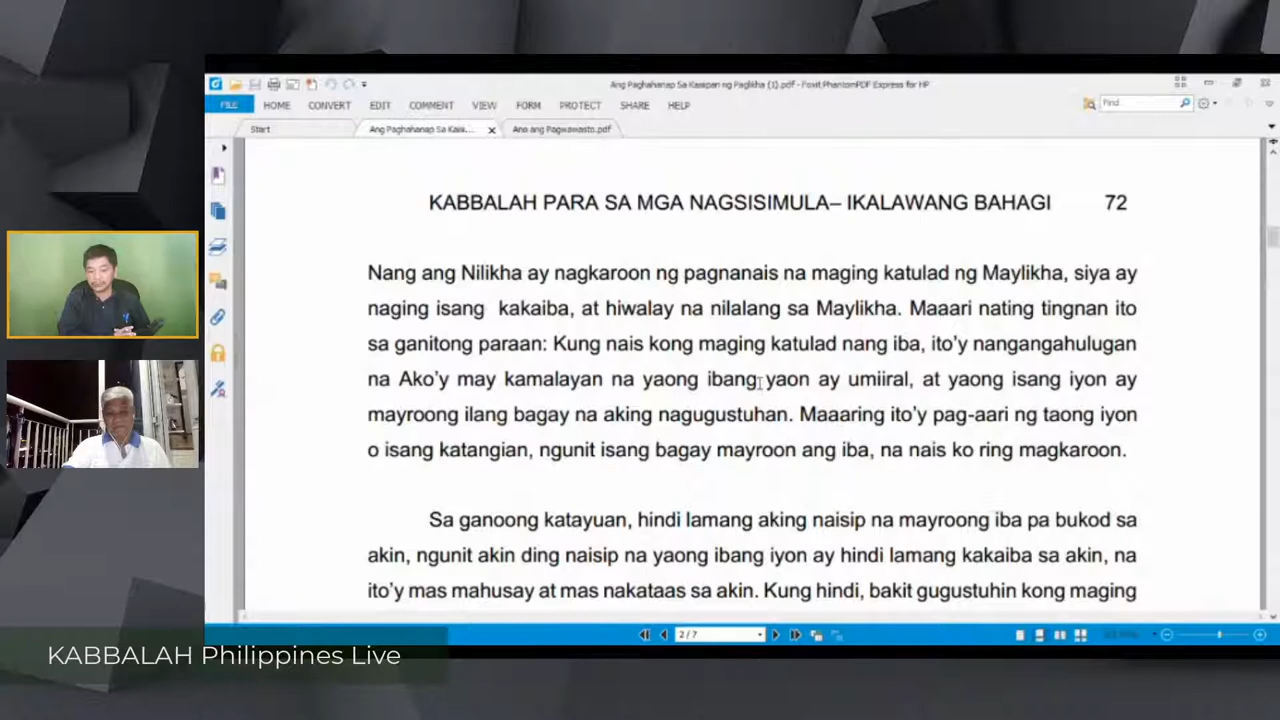 Ang Paghahanap Sa Kasapan ng Paglikha (1).pdf - Foxit PhantomPDF Express for HP
FILE HOME CONVERT EDIT COMMENT VIEW FORM PROTECT SHARE HELP
Find
Start
Ang Paghahanap Sa Kasa...
Ano ang Pagwawasto.pdf
KABBALAH PARA SA MGA NAGSISIMULA– IKALAWANG BAHAGI 72
Nang ang Nilikha ay nagkaroon ng pagnanais na maging katulad ng Maylikha, siya ay
naging isang kakaiba, at hiwalay na nilalang sa Maylikha. Maaari nating tingnan ito
sa ganitong paraan: Kung nais kong maging katulad nang iba, ito'y nangangahulugan
na Ako'y may kamalayan na yaong ibang yaon ay umiiral, at yaong isang iyon ay
mayroong ilang bagay na aking nagugustuhan. Maaaring ito'y pag-aari ng taong iyon
o isang katangian, ngunit isang bagay mayroon ang iba, na nais ko ring magkaroon.
Sa ganoong katayuan, hindi lamang aking naisip na mayroong iba pa bukod sa
akin, ngunit akin ding naisip na yaong ibang iyon ay hindi lamang kakaiba sa akin, na
ito'y mas mahusay at mas nakataas sa akin. Kung hindi, bakit gugustuhin kong maging
2 / 7
KABBALAH Philippines Live